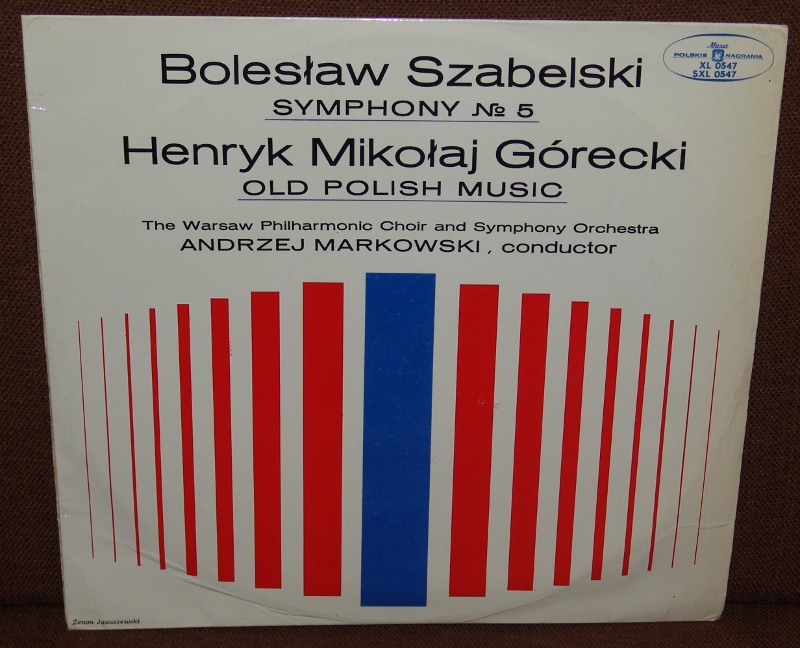 Bolesław Szabelski
SYMPHONY № 5
Henryk Mikołaj Górecki
OLD POLISH MUSIC
The Warsaw Philharmonic Choir and Symphony Orchestra
ANDRZEJ MARKOWSKI, conductor
Muza
POLSKIE NAGRANIA
XL 0547
SXL 0547
Zenon Januszewski